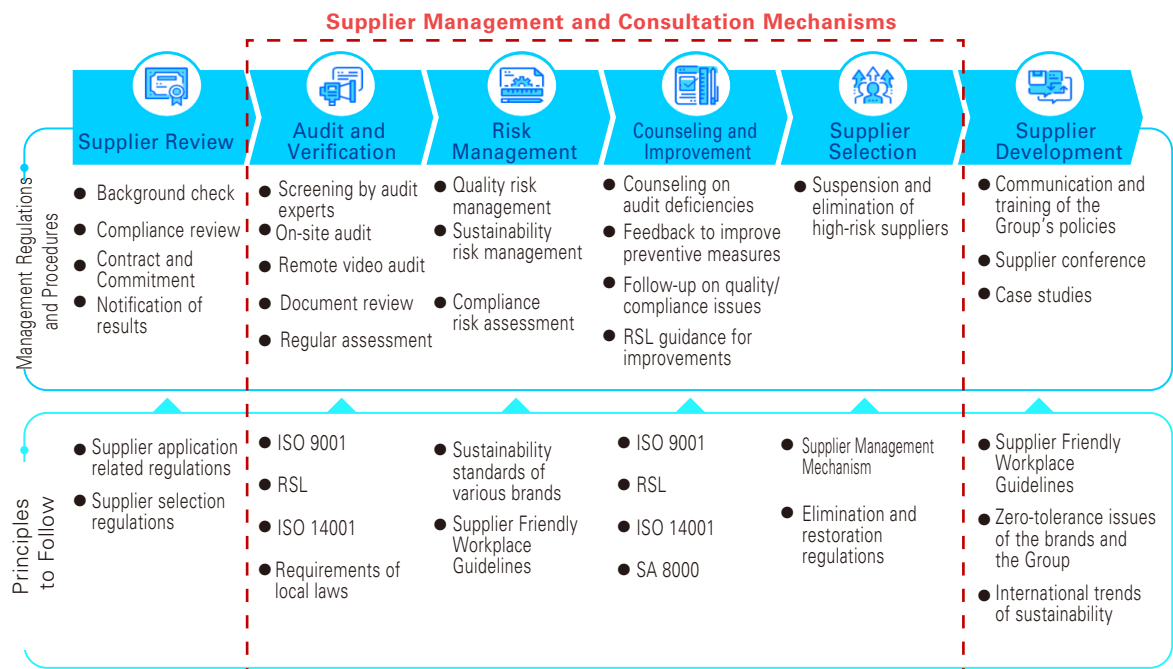 Supplier Management and Consultation Mechanisms
Supplier Review
Audit and
Verification
Risk
Management
Counseling and
Improvement
Supplier
Selection
Supplier
Development
Management Regulations
and Procedures
● Background check
● Compliance review
● Contract and
Commitment
● Notification of
results
● Screening by audit
experts
● On-site audit
● Remote video audit
● Document review
● Regular assessment
● Quality risk
management
● Sustainability
risk management
● Compliance
risk assessment
● Counseling on
audit deficiencies
● Feedback to improve
preventive measures
● Follow-up on quality/
compliance issues
● RSL guidance for
improvements
● Suspension and
elimination of
high-risk suppliers
● Communication and
training of the
Group's policies
● Supplier conference
● Case studies
Principles
to Follow
● Supplier application
related regulations
● Supplier selection
regulations
● ISO 9001
● RSL
● ISO 14001
● Requirements of
local laws
● Sustainability
standards of
various brands
● Supplier Friendly
Workplace
Guidelines
● ISO 9001
● RSL
● ISO 14001
● SA 8000
● Supplier Management
Mechanism
● Elimination and
restoration
regulations
● Supplier Friendly
Workplace
Guidelines
● Zero-tolerance issues
of the brands and
the Group
● International trends
of sustainability